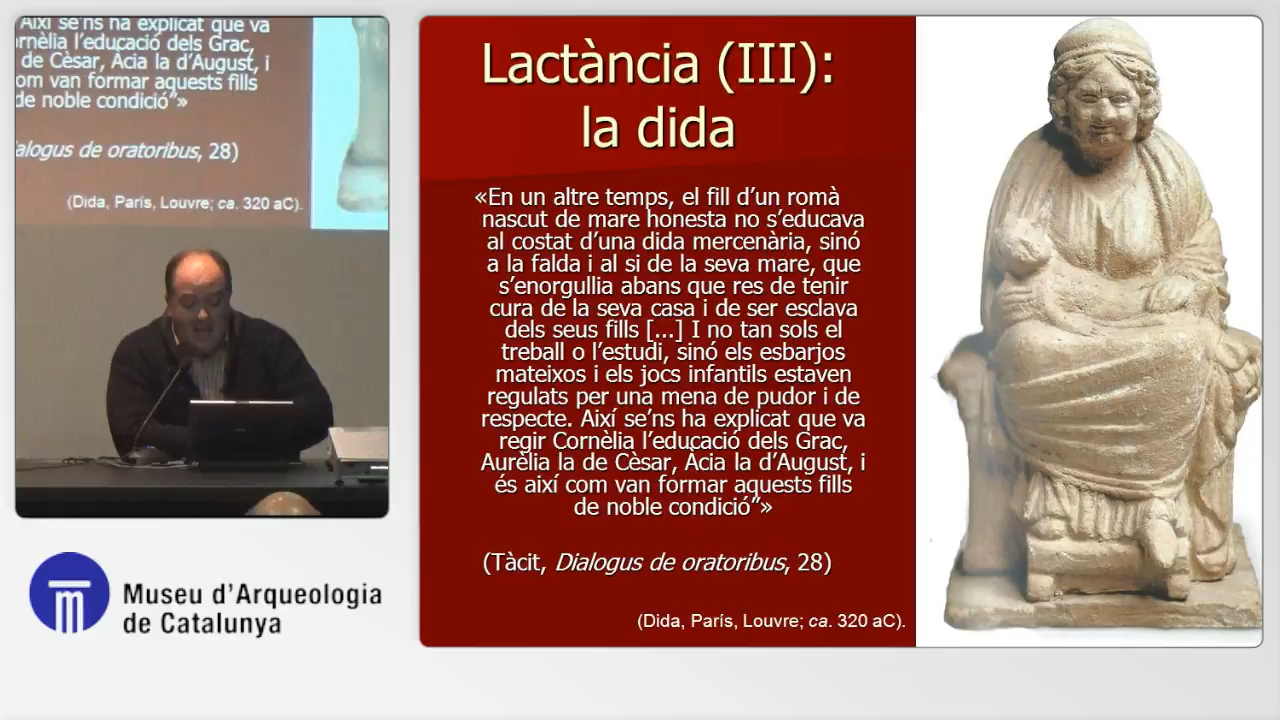 Així se'ns ha explicat que va
rnèlia l'educació dels Grac,
de Cèsar, Àcia la d'August, i
com van formar aquests fills
de noble condició"»
alogus de oratoribus, 28)
(Dida, París, Louvre; ca. 320 aC).
Museu d'Arqueologia
de Catalunya
Lactància (III):
la dida
«En un altre temps, el fill d'un romà
nascut de mare honesta no s'educava
al costat d'una dida mercenària, sinó
a la falda i al si de la seva mare, que
s'enorgullia abans que res de tenir
cura de la seva casa i de ser esclava
dels seus fills [...] I no tan sols el
treball o l'estudi, sinó els esbarjos
mateixos i els jocs infantils estaven
regulats per una mena de pudor i de
respecte. Així se'ns ha explicat que va
regir Cornèlia l'educació dels Grac,
Aurèlia la de Cèsar, Àcia la d'August, i
és així com van formar aquests fills
de noble condició"»
(Tàcit, Dialogus de oratoribus, 28)
(Dida, París, Louvre; ca. 320 aC).